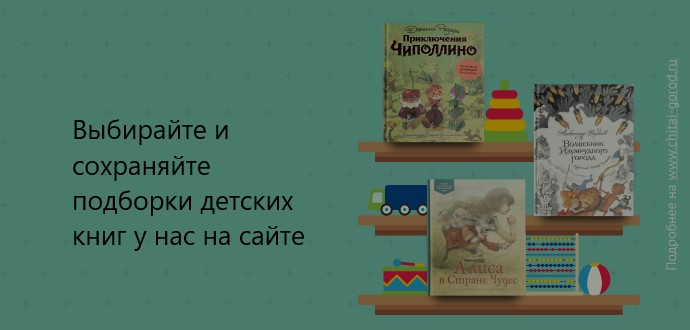 Выбирайте и
сохраняйте
подборки детских
книг у нас на сайте
Джанни Родари
Приключения
Чиполлино
Александр Волков
Волшебник
Изумрудного
города
Алиса
в Стране Чудес
Подробнее на www.chitai-gorod.ru